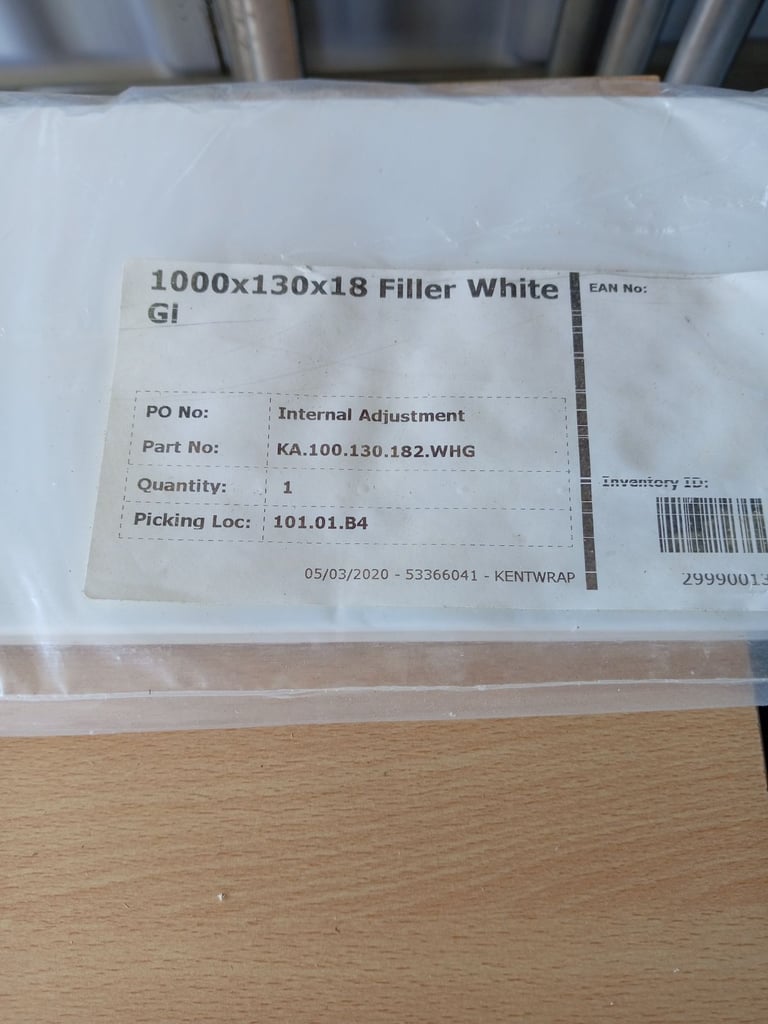 1000x130x18 Filler White
Gl
EAN No:
PO No: Internal Adjustment
Part No: KA.100.130.182.WHG
Quantity: 1
Picking Loc: 101.01.B4
05/03/2020 - 53366041 - KENTWRAP
Inventory ID:
29990013